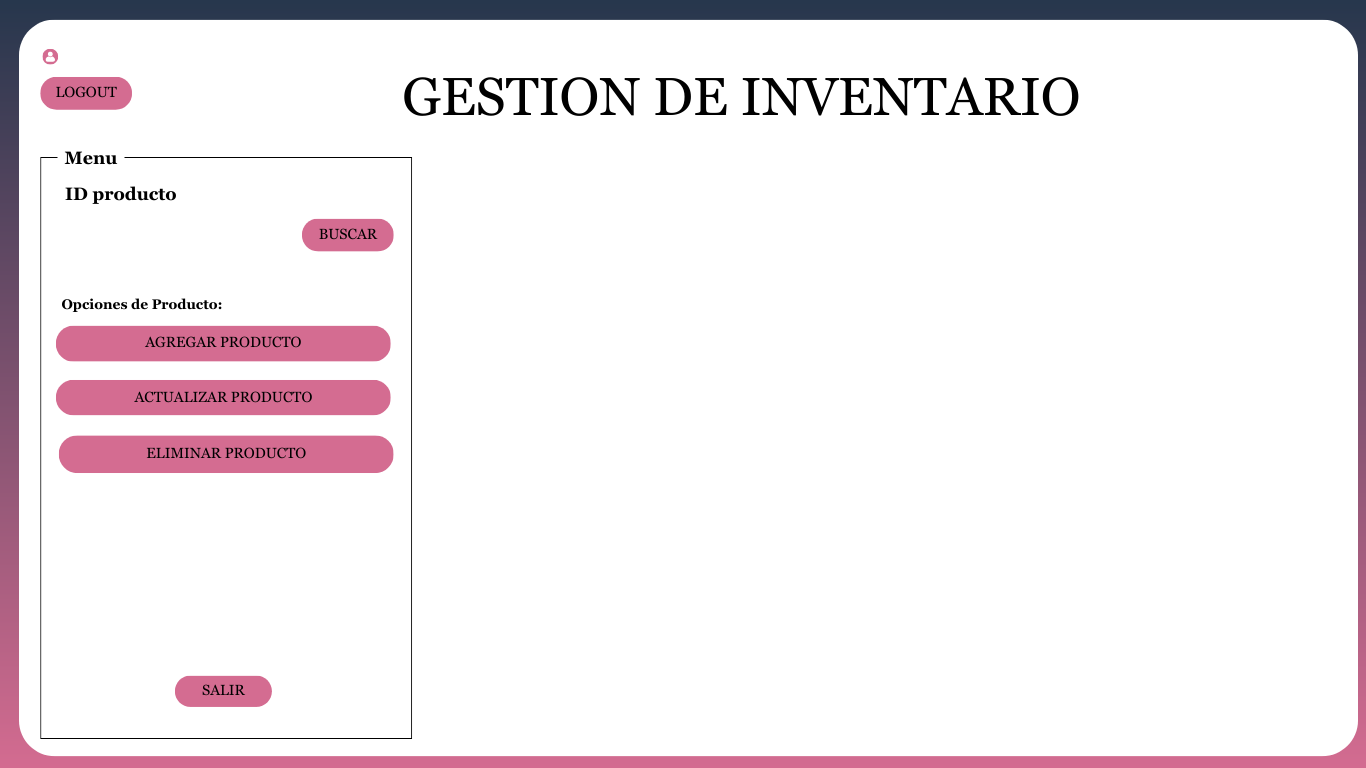 LOGOUT
GESTION DE INVENTARIO
Menu
ID producto
BUSCAR
Opciones de Producto:
AGREGAR PRODUCTO
ACTUALIZAR PRODUCTO
ELIMINAR PRODUCTO
SALIR